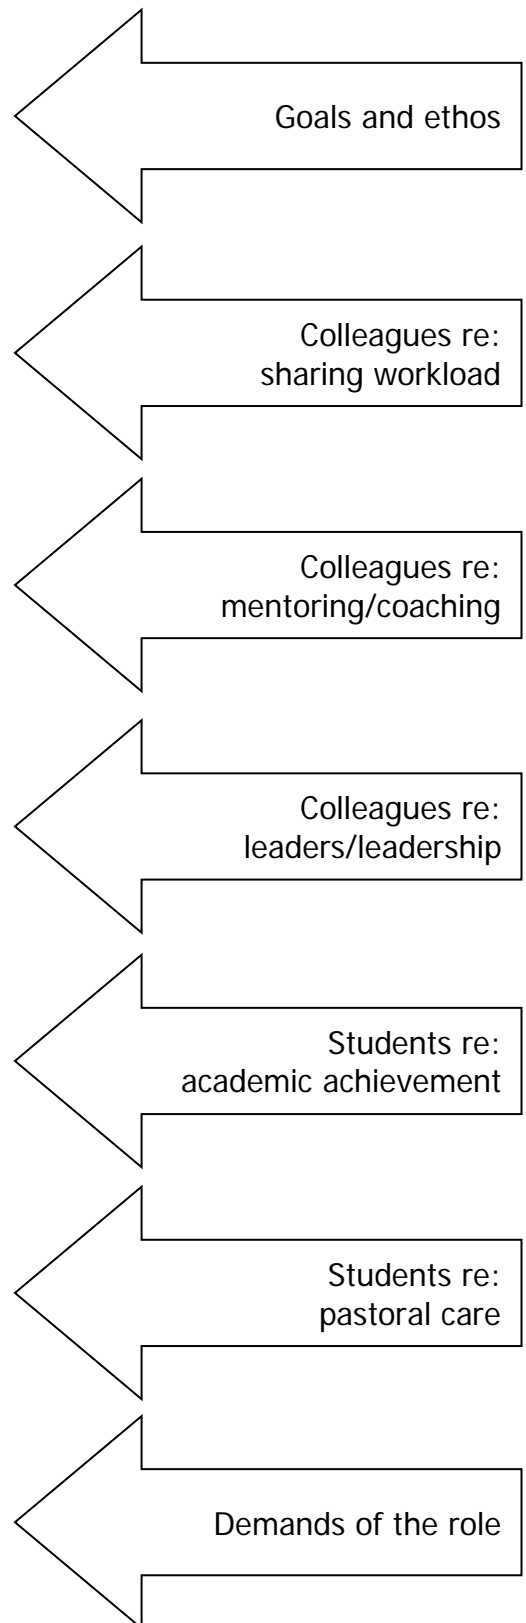 Goals and ethos
Colleagues re:
sharing workload
Colleagues re:
mentoring/coaching
Colleagues re:
leaders/leadership
Students re:
academic achievement
Students re:
pastoral care
Demands of the role